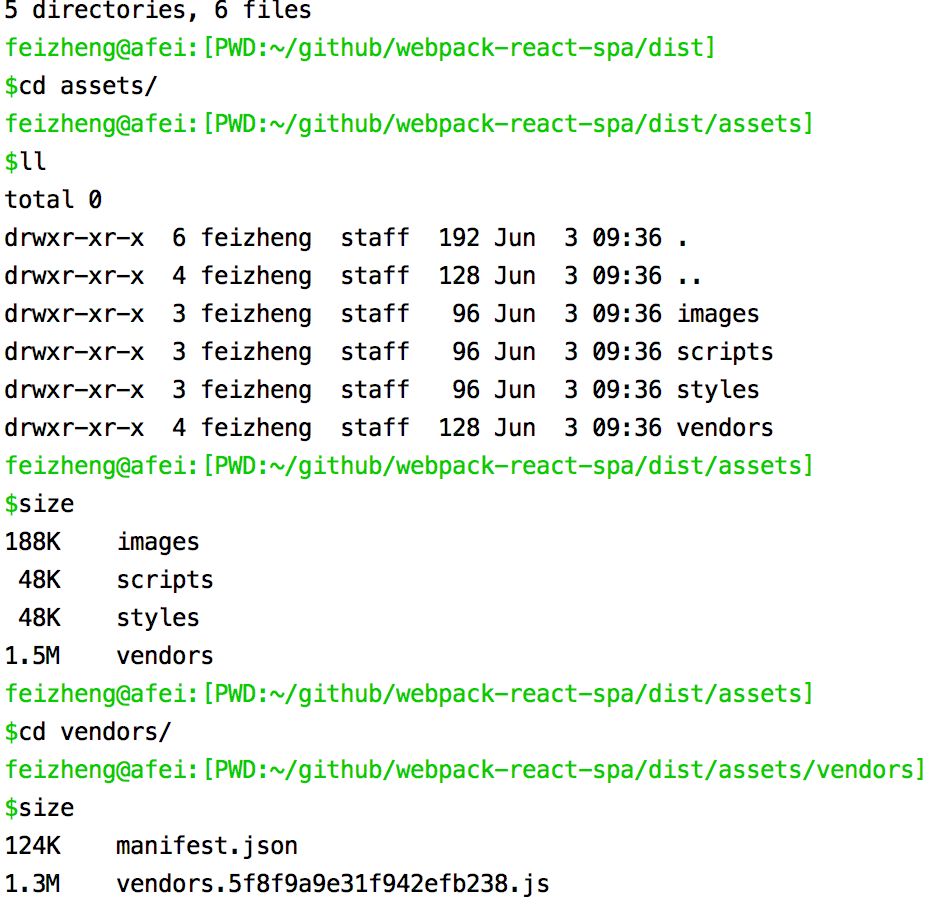 5 directories, 6 files
feizheng@afei:[PWD:~/github/webpack-react-spa/dist]
$cd assets/
feizheng@afei:[PWD:~/github/webpack-react-spa/dist/assets]
$ll
total 0
drwxr-xr-x  6 feizheng  staff  192 Jun  3 09:36 .
drwxr-xr-x  4 feizheng  staff  128 Jun  3 09:36 ..
drwxr-xr-x  3 feizheng  staff   96 Jun  3 09:36 images
drwxr-xr-x  3 feizheng  staff   96 Jun  3 09:36 scripts
drwxr-xr-x  3 feizheng  staff   96 Jun  3 09:36 styles
drwxr-xr-x  4 feizheng  staff  128 Jun  3 09:36 vendors
feizheng@afei:[PWD:~/github/webpack-react-spa/dist/assets]
$size
188K    images
 48K    scripts
 48K    styles
1.5M    vendors
feizheng@afei:[PWD:~/github/webpack-react-spa/dist/assets]
$cd vendors/
feizheng@afei:[PWD:~/github/webpack-react-spa/dist/assets/vendors]
$size
124K    manifest.json
1.3M    vendors.5f8f9a9e31f942efb238.js